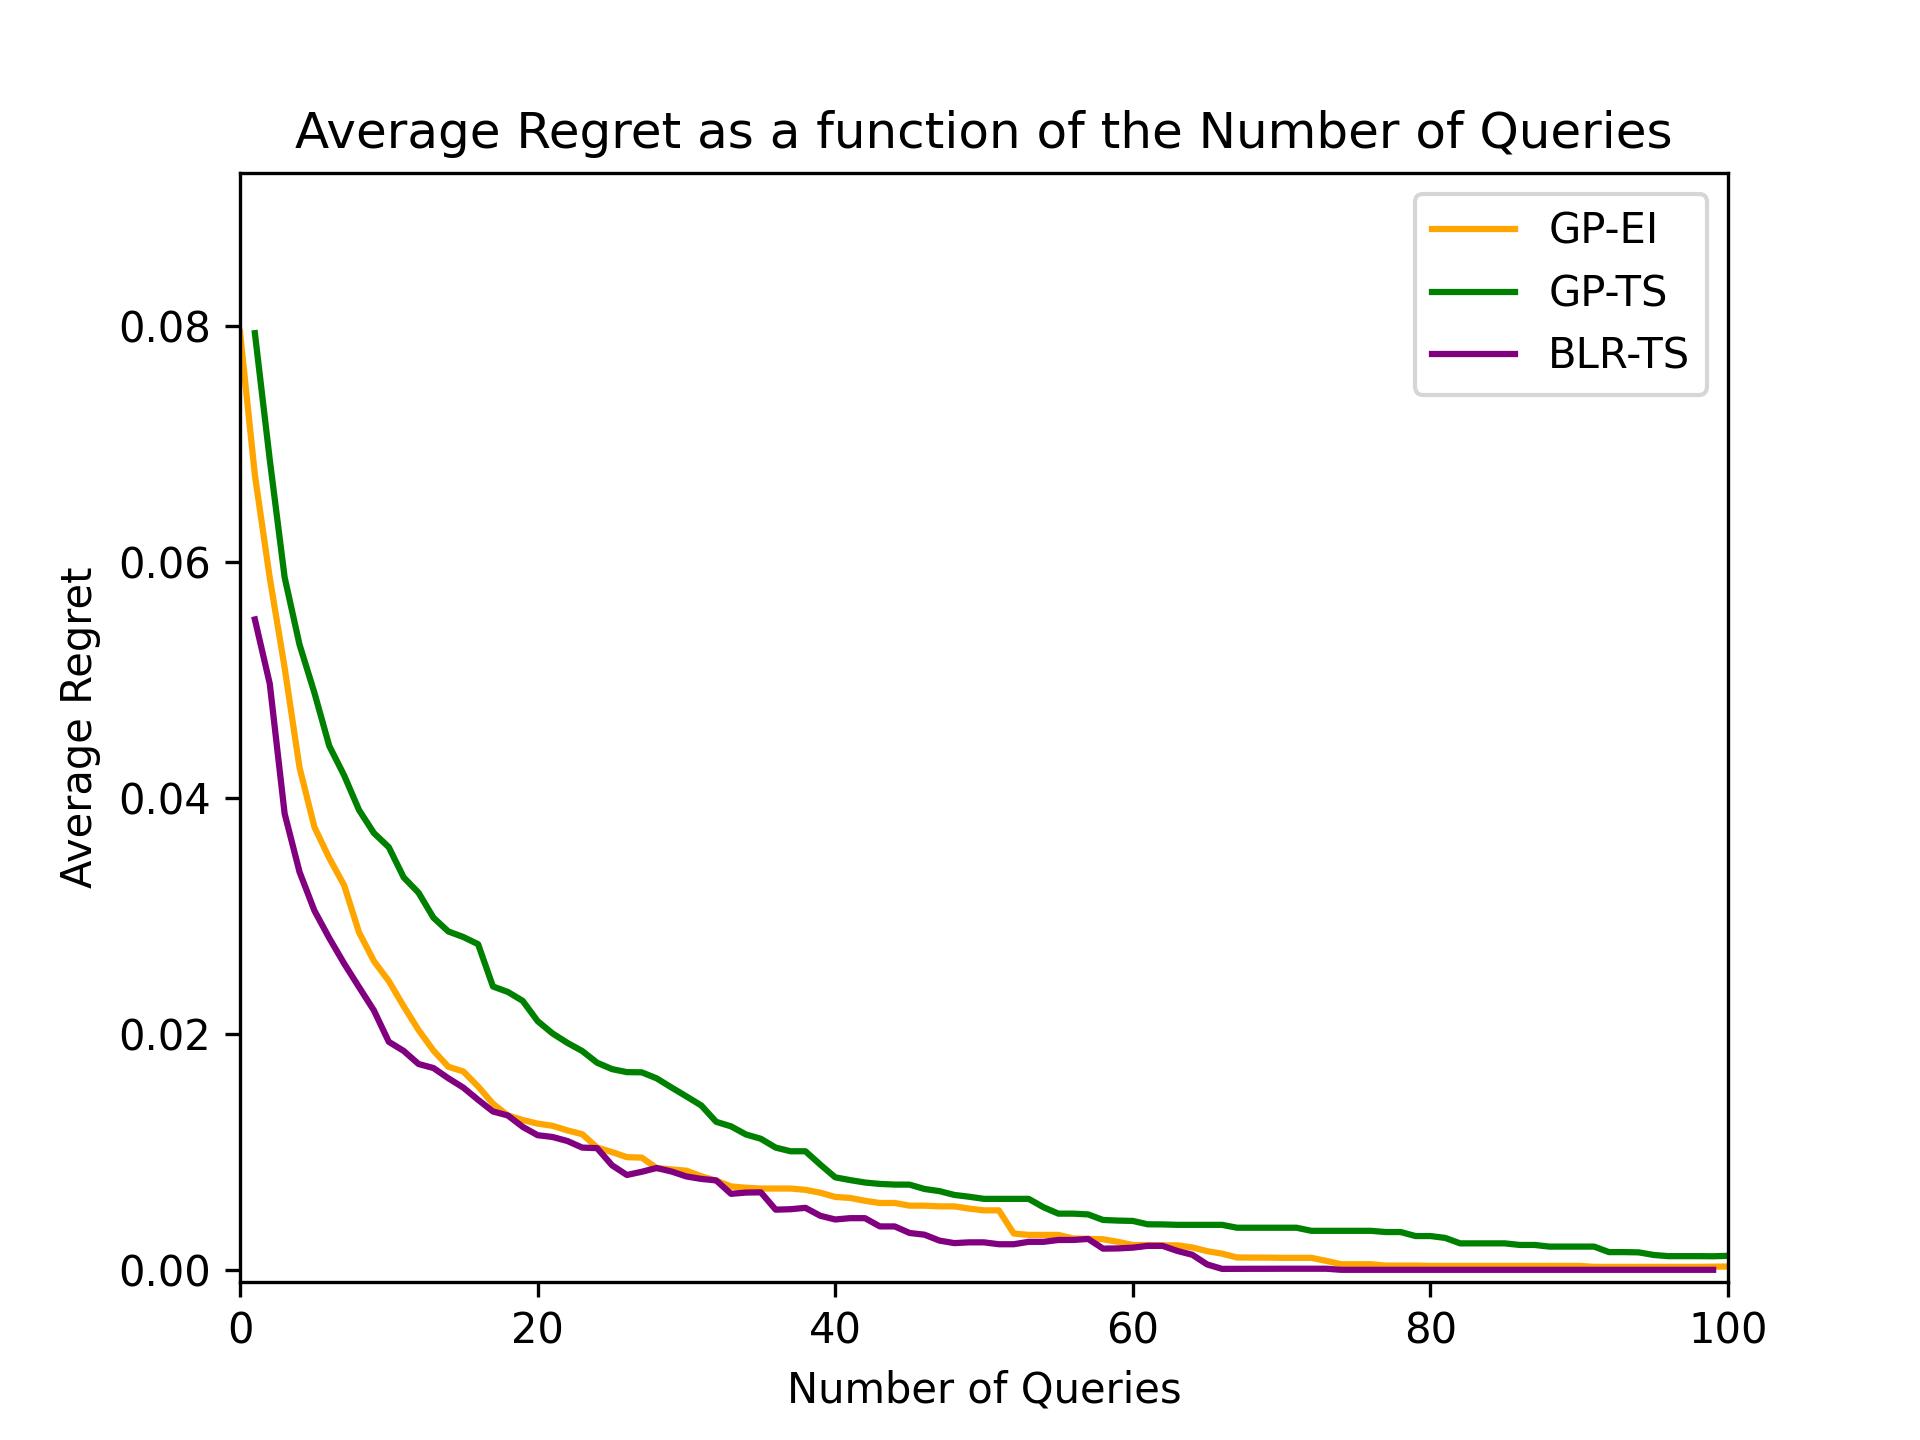 Average Regret as a function of the Number of Queries
GP-EI
GP-TS
BLR-TS
0.08
0.06
0.04
0.02
0.00
Average Regret
0 20 40 60 80 100
Number of Queries